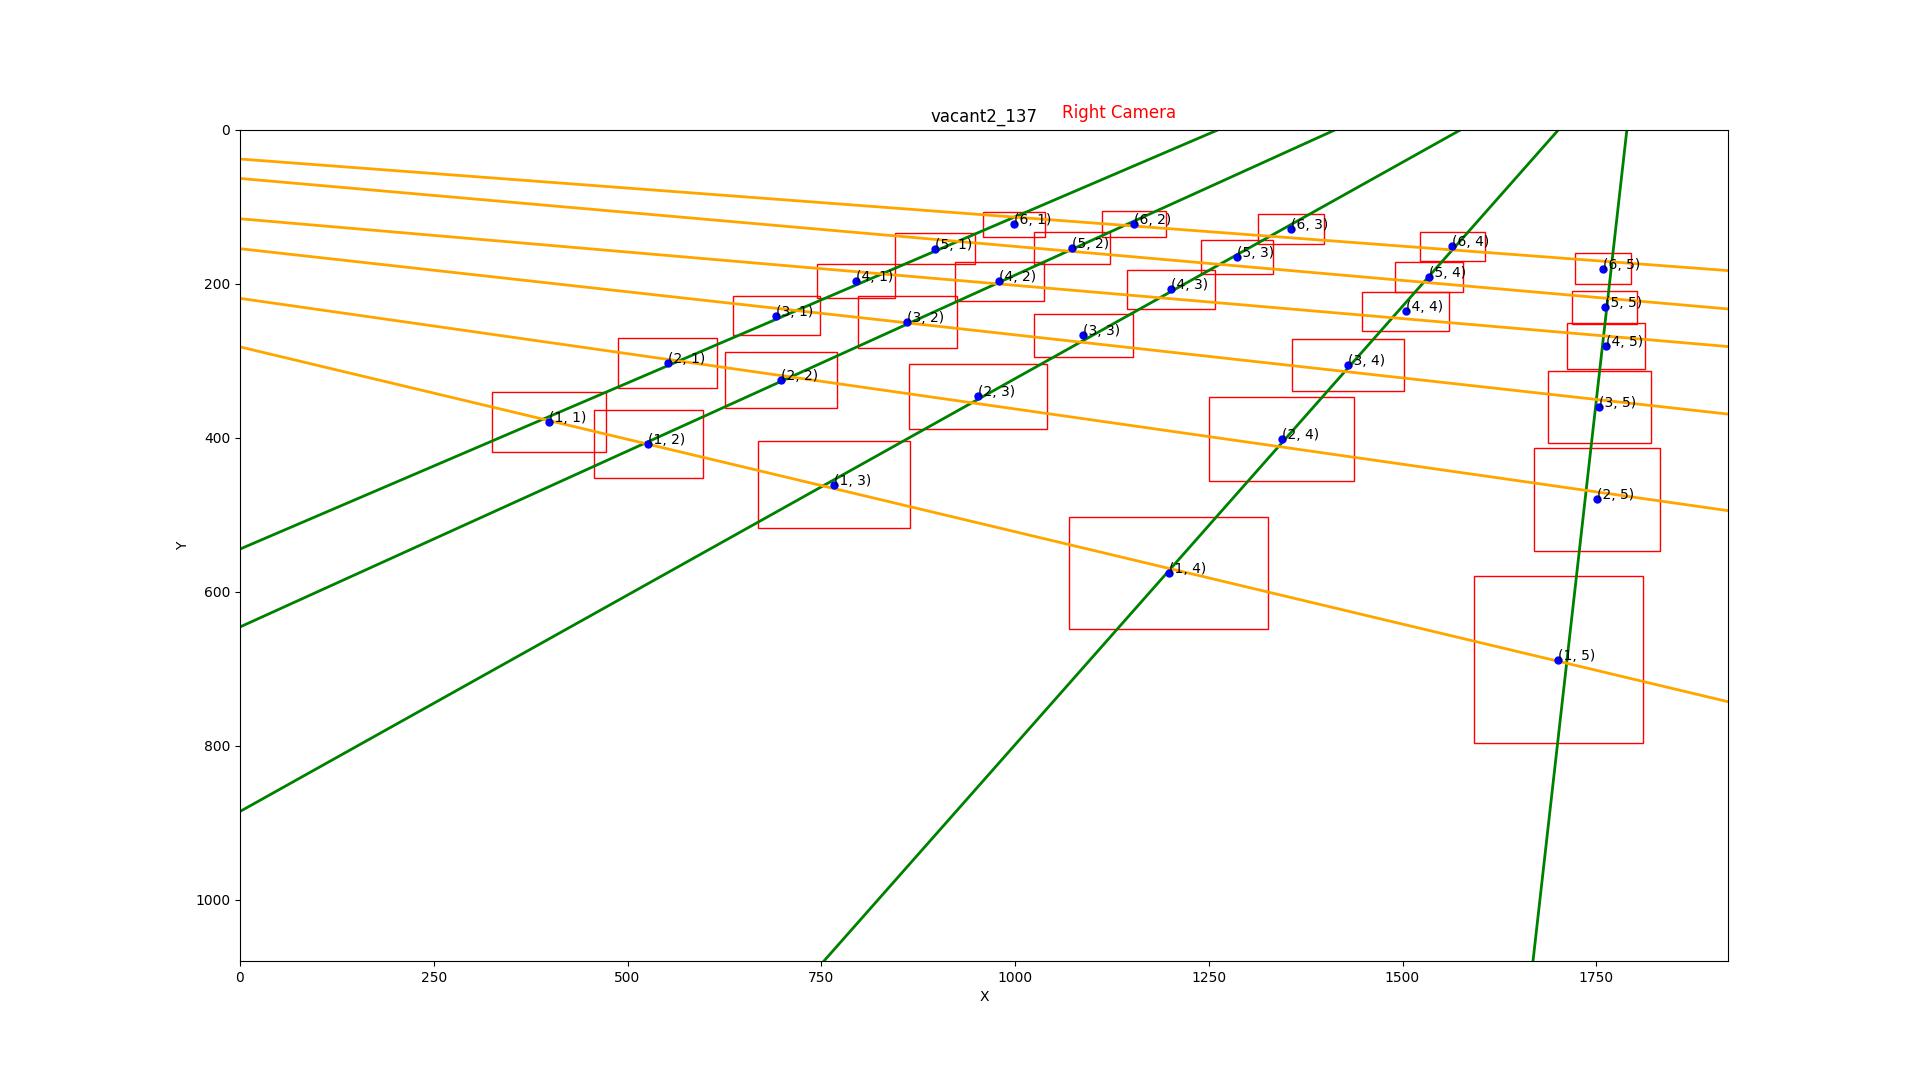 vacant2_137 Right Camera
0
200
400
600
800
1000
Y
(6, 1) (6, 2) (6, 3) (6, 4) (6, 5)
(5, 1) (5, 2) (5, 3) (5, 4) (5, 5)
(4, 1) (4, 2) (4, 3) (4, 4) (4, 5)
(3, 1) (3, 2) (3, 3) (3, 4) (3, 5)
(2, 1) (2, 2) (2, 3) (2, 4) (2, 5)
(1, 1) (1, 2) (1, 3) (1, 4) (1, 5)
0 250 500 750 1000 1250 1500 1750
X